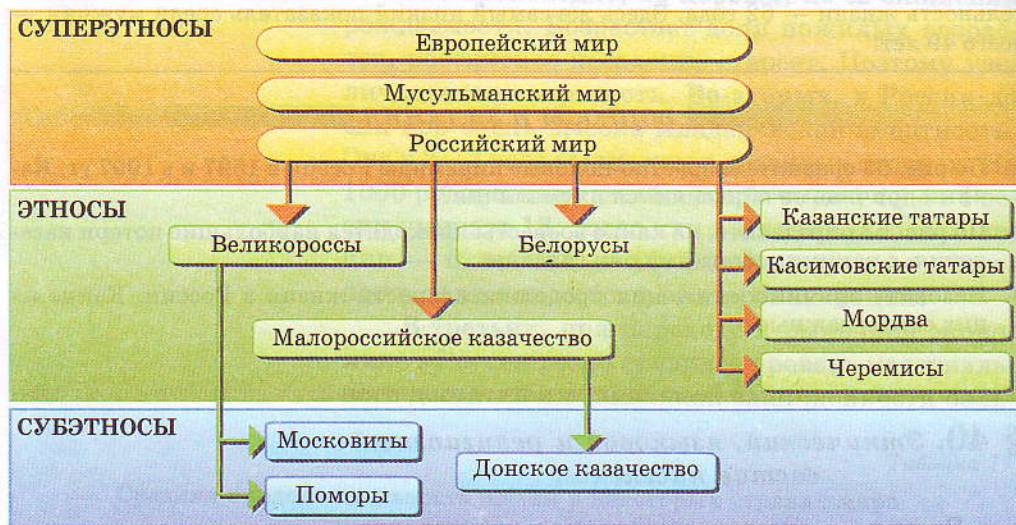 СУПЕРЭТНОСЫ
Европейский мир
Мусульманский мир
Российский мир
ЭТНОСЫ
Великороссы
Белорусы
Казанские татары
Касимовские татары
Малороссийское казачество
Мордва
Черемисы
СУБЭТНОСЫ
Московиты
Донское казачество
Поморы